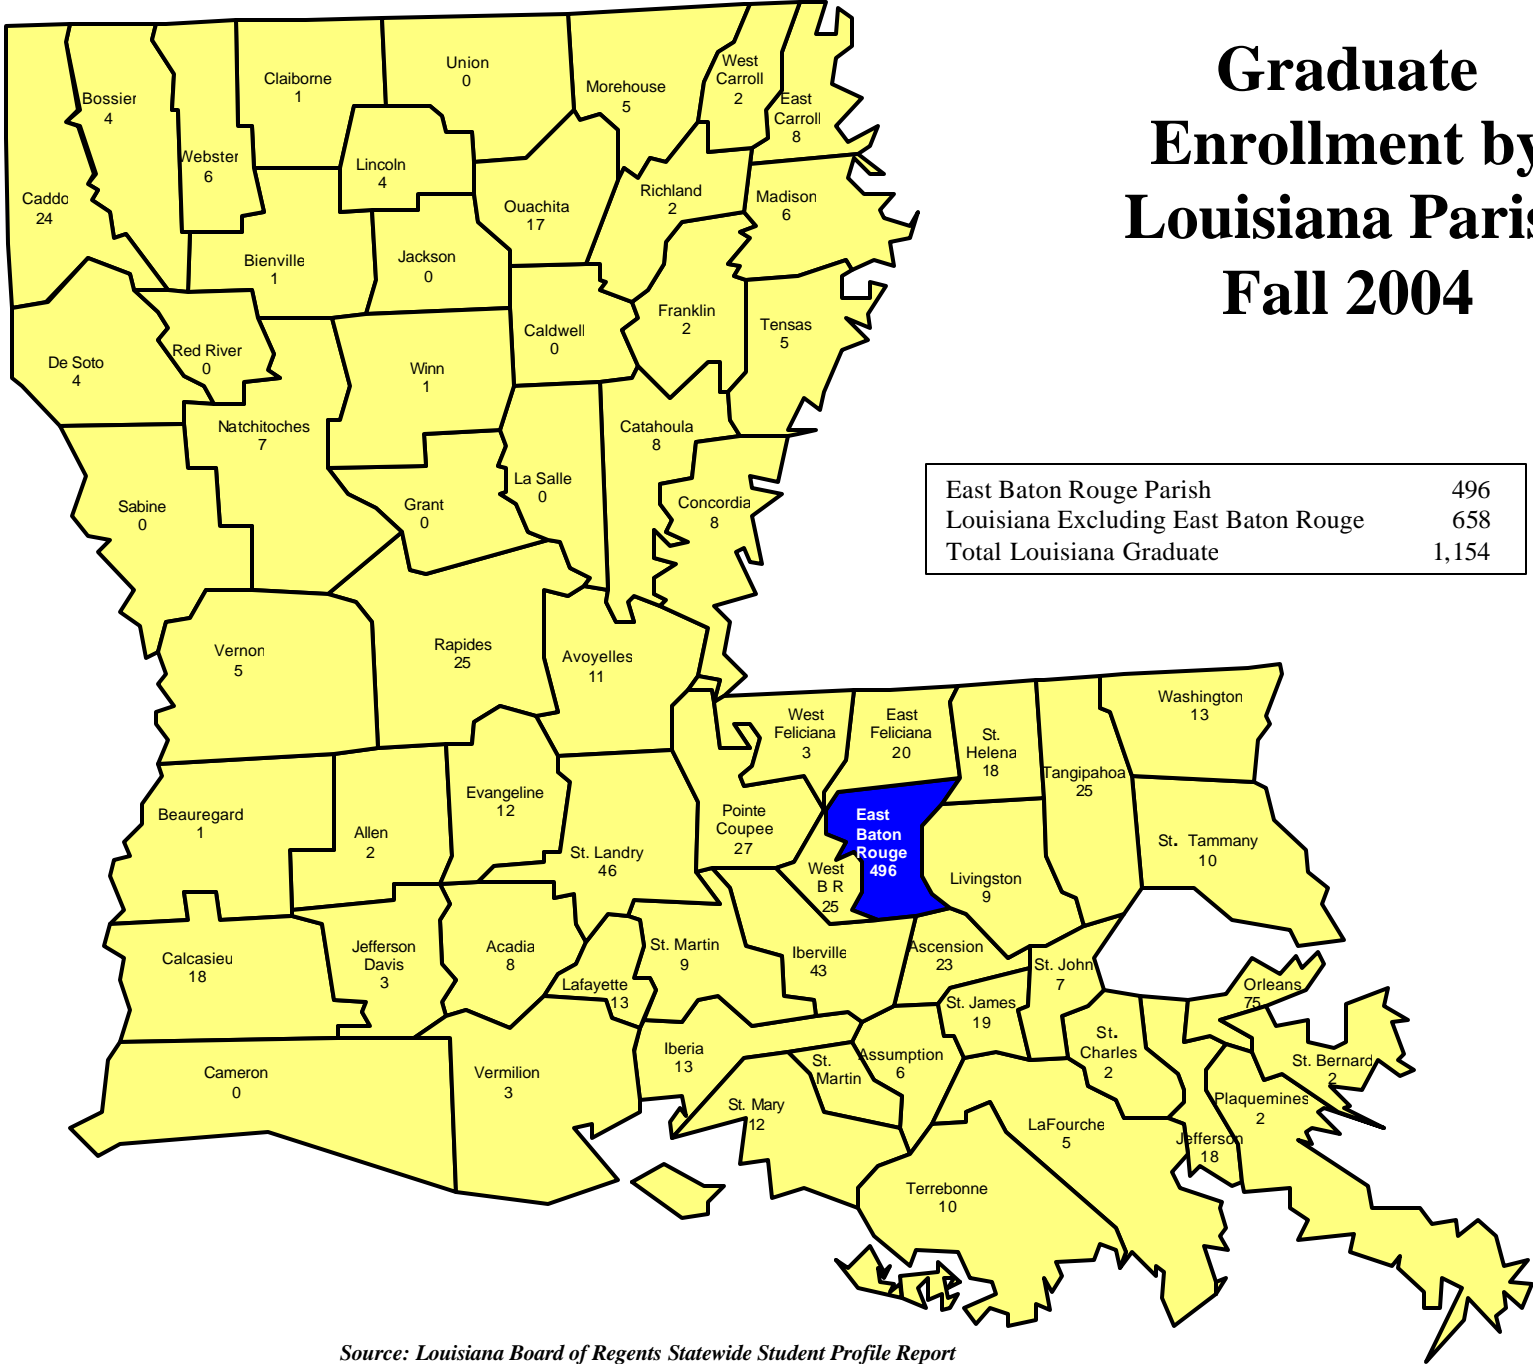 Graduate
Enrollment by
Louisiana Paris
Fall 2004
Union
0
Claiborne
1
West
Carroll
2
Morehouse
5
Bossier
4
East
Carroll
8
Webster
6
Lincoln
4
Richland
2
Madison
6
Caddo
24
Ouachita
17
Bienville
1
Jackson
0
Franklin
2
Tensas
5
Caldwell
0
Red River
0
De Soto
4
Winn
1
Natchitoches
7
Catahoula
8
La Salle
0
Sabine
0
Grant
0
Concordia
8
East Baton Rouge Parish 496
Louisiana Excluding East Baton Rouge 658
Total Louisiana Graduate 1,154
Vernon
5
Rapides
25
Avoyelles
11
Washington
13
West
Feliciana
3
East
Feliciana
20
St.
Helena
18
Tangipahoa
25
Evangeline
12
Beauregard
1
Allen
2
Pointe
Coupee
27
East
Baton
Rouge
496
St. Tammany
10
St. Landry
46
West
B R
25
Livingston
9
Calcasieu
18
Jefferson
Davis
3
Acadia
8
St. Martin
9
Iberville
43
Ascension
23
St. John
7
Lafayette
13
Orleans
75
St. James
19
St.
Charles
2
Iberia
13
St.
Martin
Assumption
6
St. Bernard
2
Cameron
0
Vermilion
3
St. Mary
12
Plaquemines
2
LaFourche
5
Jefferson
18
Terrebonne
10
Source: Louisiana Board of Regents Statewide Student Profile Report